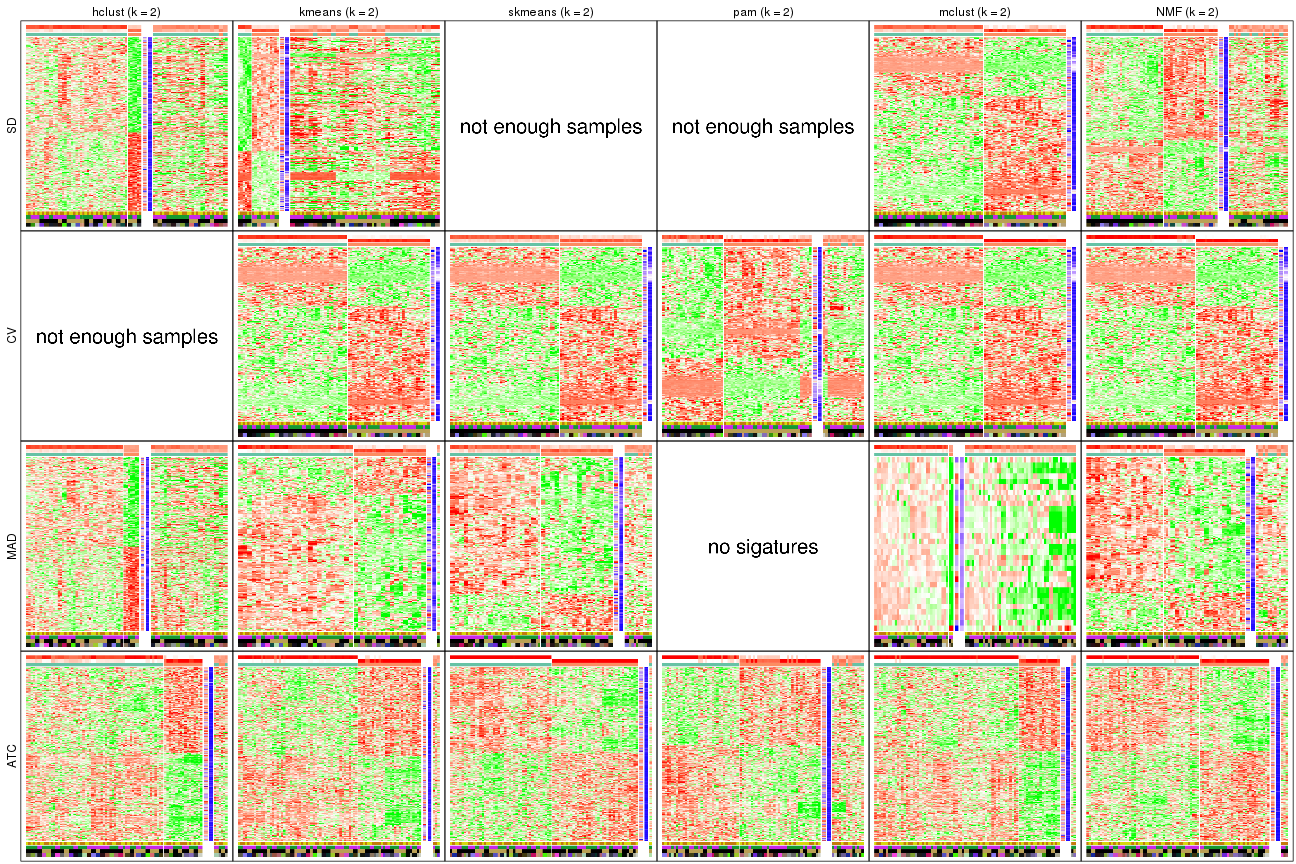 hclust (k = 2)
kmeans (k = 2)
skmeans (k = 2)
pam (k = 2)
mclust (k = 2)
NMF (k = 2)
SD
not enough samples
not enough samples
CV
not enough samples
MAD
no sigatures
ATC